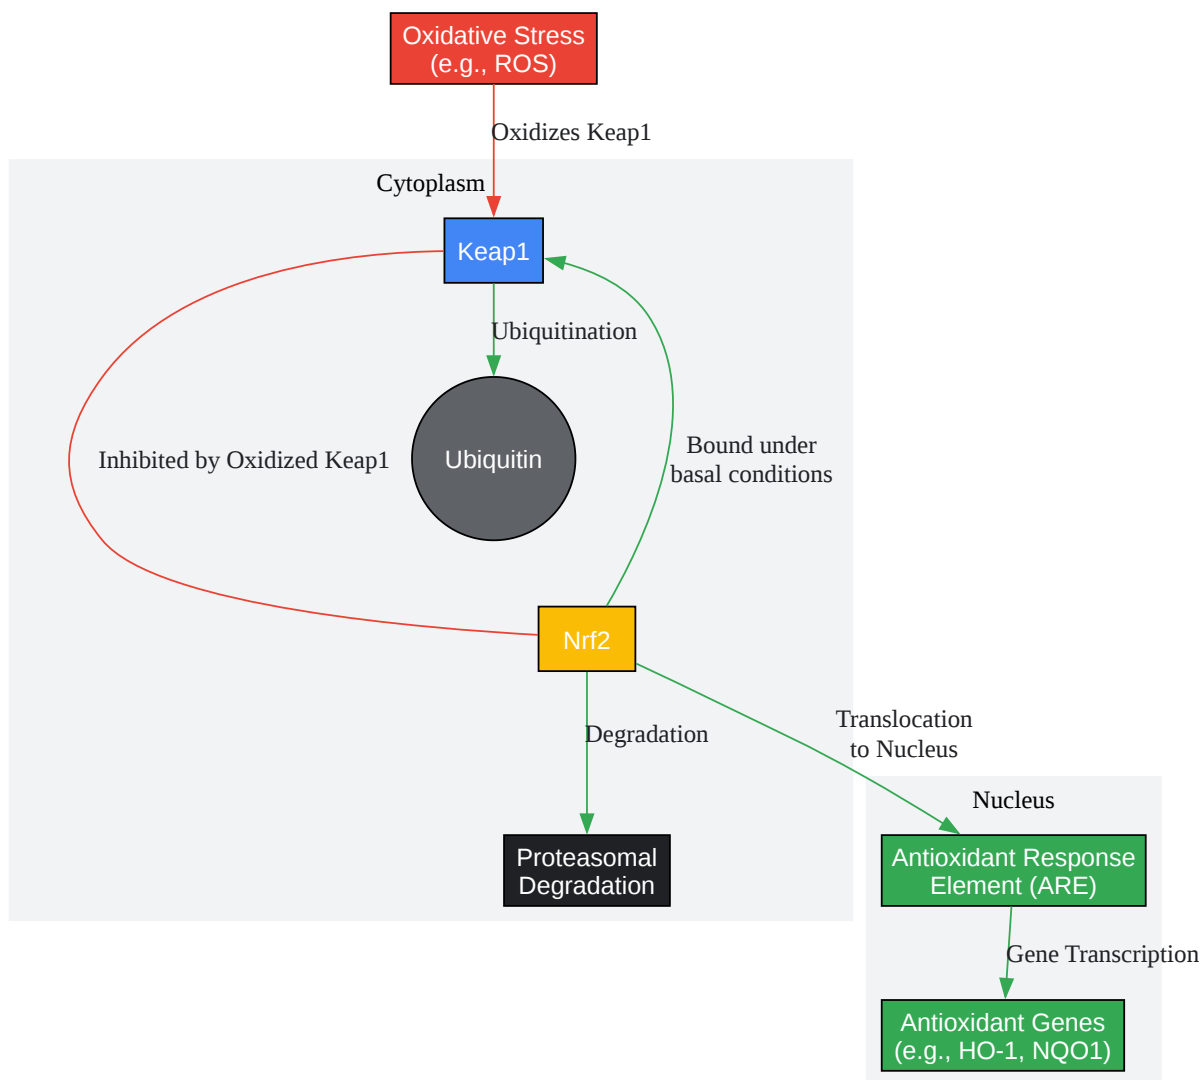 Oxidative Stress
(e.g., ROS)
Oxidizes Keap1
Cytoplasm
Keap1
Ubiquitination
Bound under
basal conditions
Inhibited by Oxidized Keap1
Ubiquitin
Nrf2
Degradation
Translocation
to Nucleus
Nucleus
Proteasomal
Degradation
Antioxidant Response
Element (ARE)
Gene Transcription
Antioxidant Genes
(e.g., HO-1, NQO1)